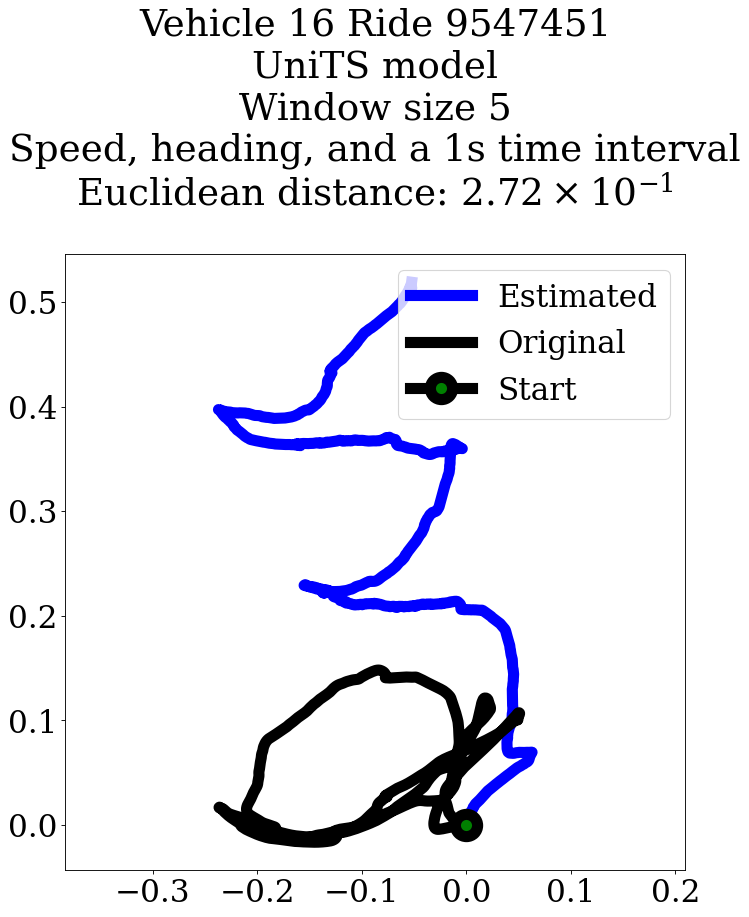 Vehicle 16 Ride 9547451
UniTS model
Window size 5
Speed, heading, and a 1s time interval
Euclidean distance: 2.72 × 10⁻¹
Estimated
Original
Start
0.5
0.4
0.3
0.2
0.1
0.0
−0.3 −0.2 −0.1 0.0 0.1 0.2